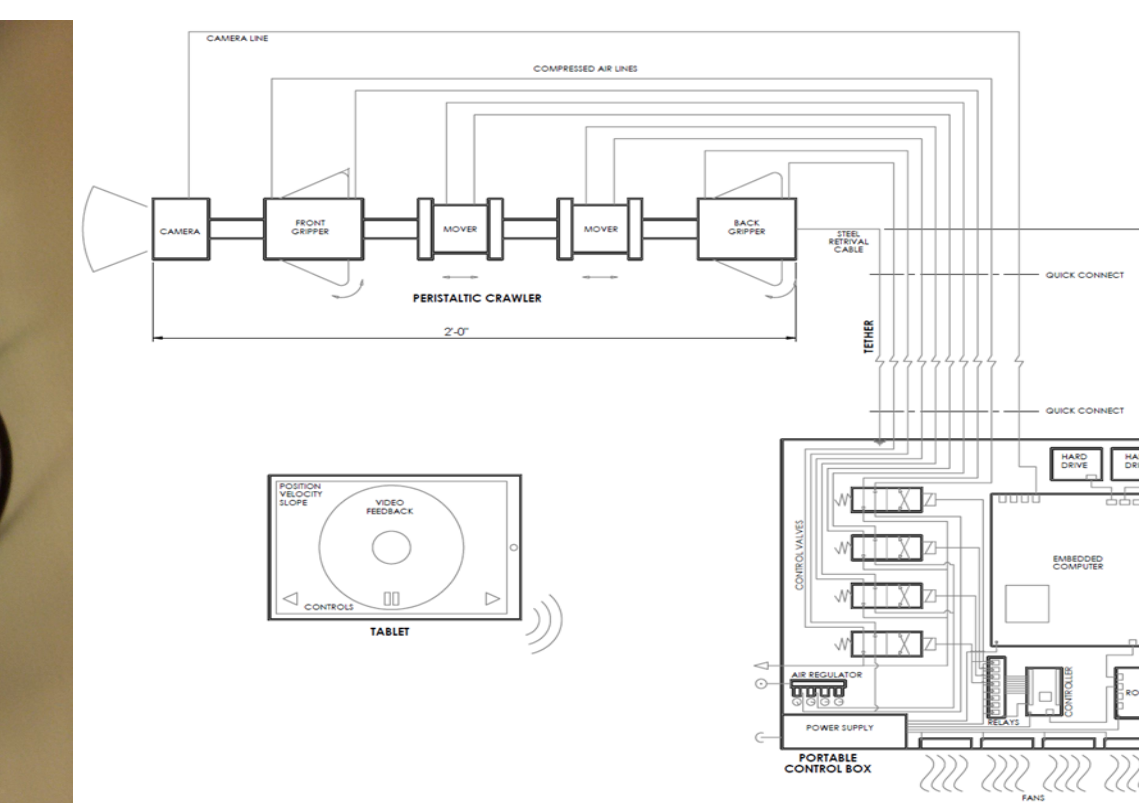 CAMERA LINE
COMPRESSED AIR LINES
CAMERA
FRONT
GRIPPER
MOVER
MOVER
BACK
GRIPPER
STEEL
RETRIVAL
CABLE
QUICK CONNECT
PERISTALTIC CRAWLER
2'-0"
TETHER
QUICK CONNECT
POSITION
VELOCITY
SLOPE
VIDEO
FEEDBACK
CONTROLS
TABLET
HARD
DRIVE
CONTROL VALVES
EMBEDDED
COMPUTER
AIR REGULATOR
RELAYS
CONTROLLER
POWER SUPPLY
PORTABLE
CONTROL BOX
FANS